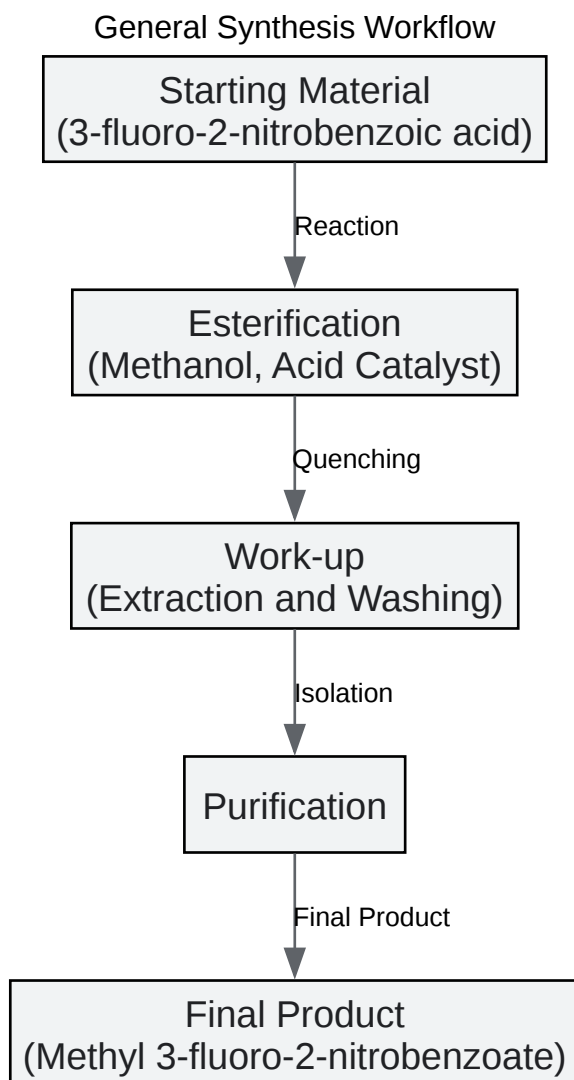 General Synthesis Workflow
Starting Material
(3-fluoro-2-nitrobenzoic acid)
Reaction
Esterification
(Methanol, Acid Catalyst)
Quenching
Work-up
(Extraction and Washing)
Isolation
Purification
Final Product
Final Product
(Methyl 3-fluoro-2-nitrobenzoate)